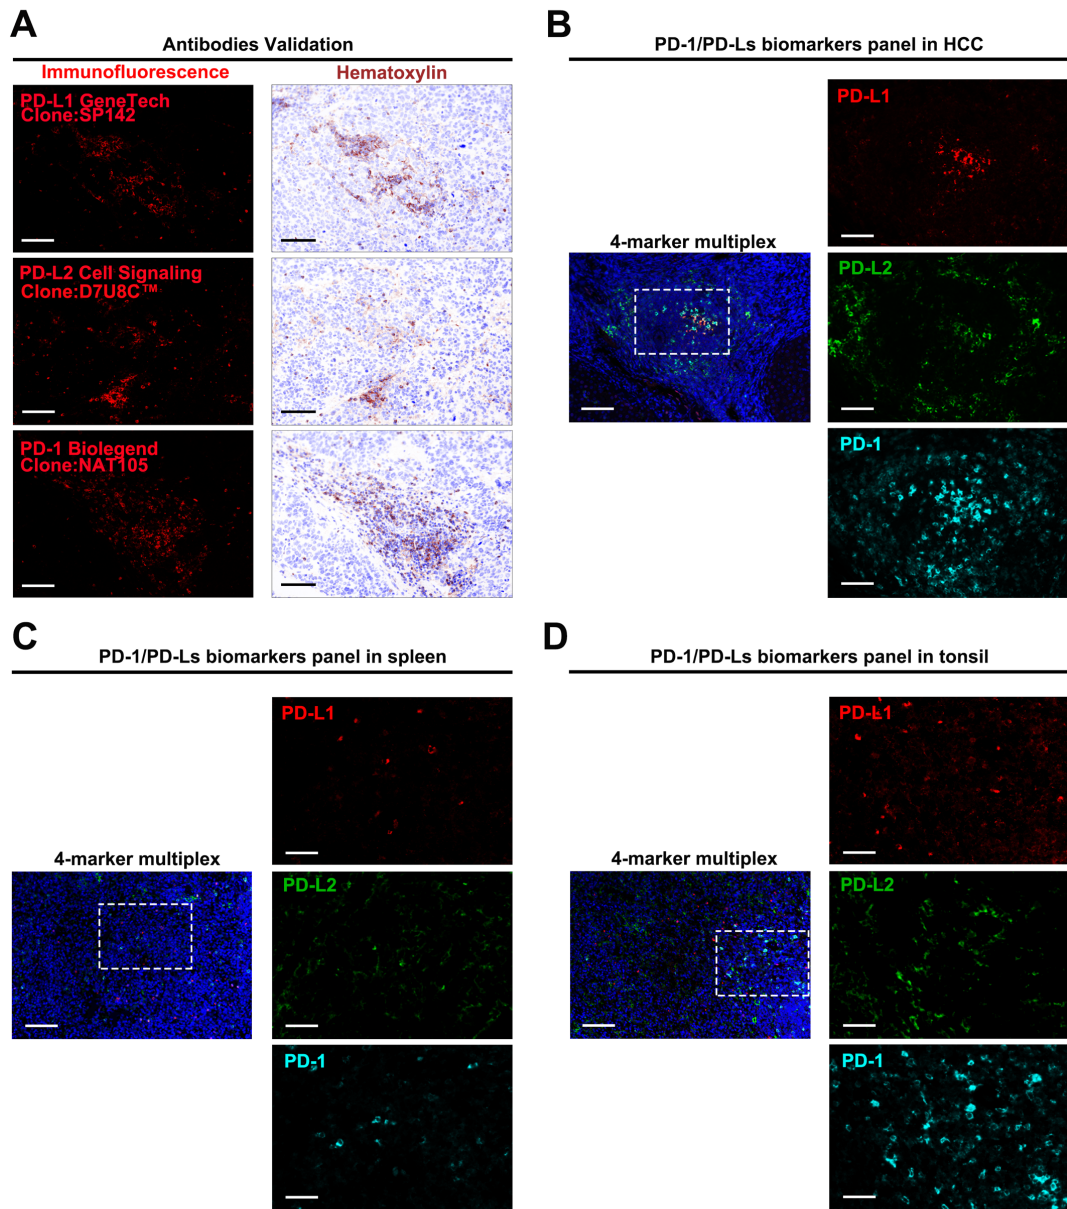 A
Antibodies Validation
Immunofluorescence
Hematoxylin
PD-L1 GeneTech
Clone:SP142
PD-L2 Cell Signaling
Clone:D7U8C™
PD-1 Biolegend
Clone:NAT105
B
PD-1/PD-Ls biomarkers panel in HCC
4-marker multiplex
PD-L1
PD-L2
PD-1
C
PD-1/PD-Ls biomarkers panel in spleen
4-marker multiplex
PD-L1
PD-L2
PD-1
D
PD-1/PD-Ls biomarkers panel in tonsil
4-marker multiplex
PD-L1
PD-L2
PD-1